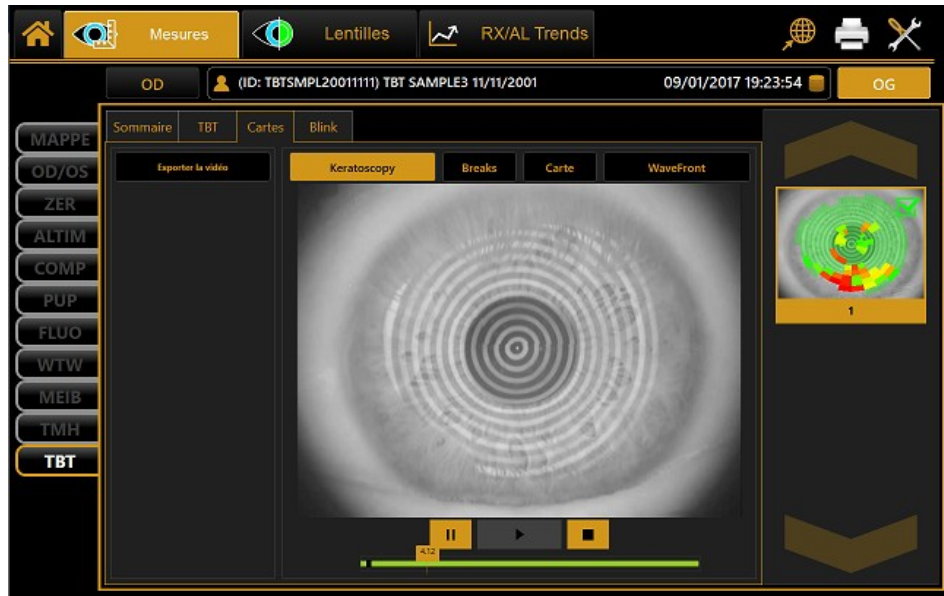 Mesures
Lentilles
RX/AL Trends
OD
(ID: TBTSMPL20011111) TBT SAMPLE3 11/11/2001
09/01/2017 19:23:54
OG
MAPPE
OD/OS
ZER
ALTIM
COMP
PUP
FLUO
WTW
MEIB
TMH
TBT
Sommaire
TBT
Cartes
Blink
Exporter la vidéo
Keratoscopy
Breaks
Carte
WaveFront
4,12
1